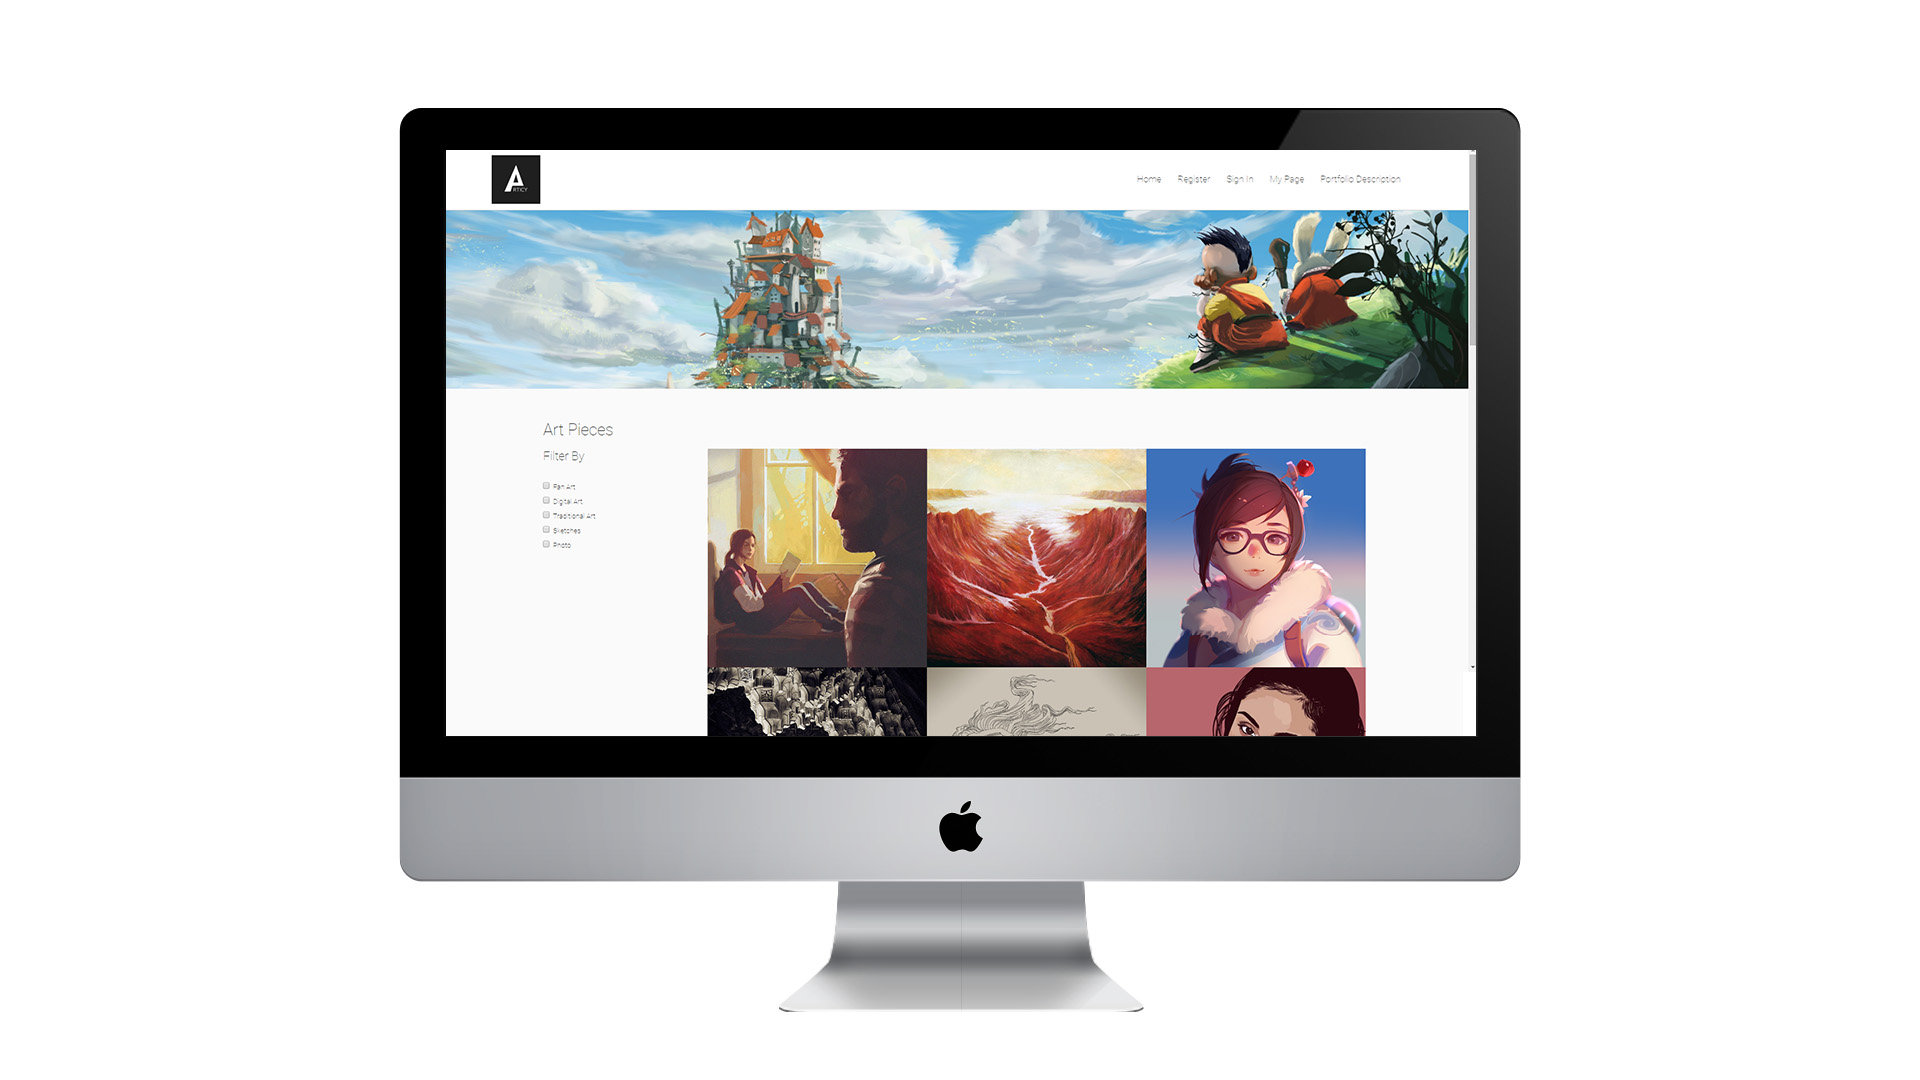 ARTICY
Home Register Sign In My Page Portfolio Description
Art Pieces
Filter By
Fan Art
Digital Art
Traditional Art
Sketches
Photo